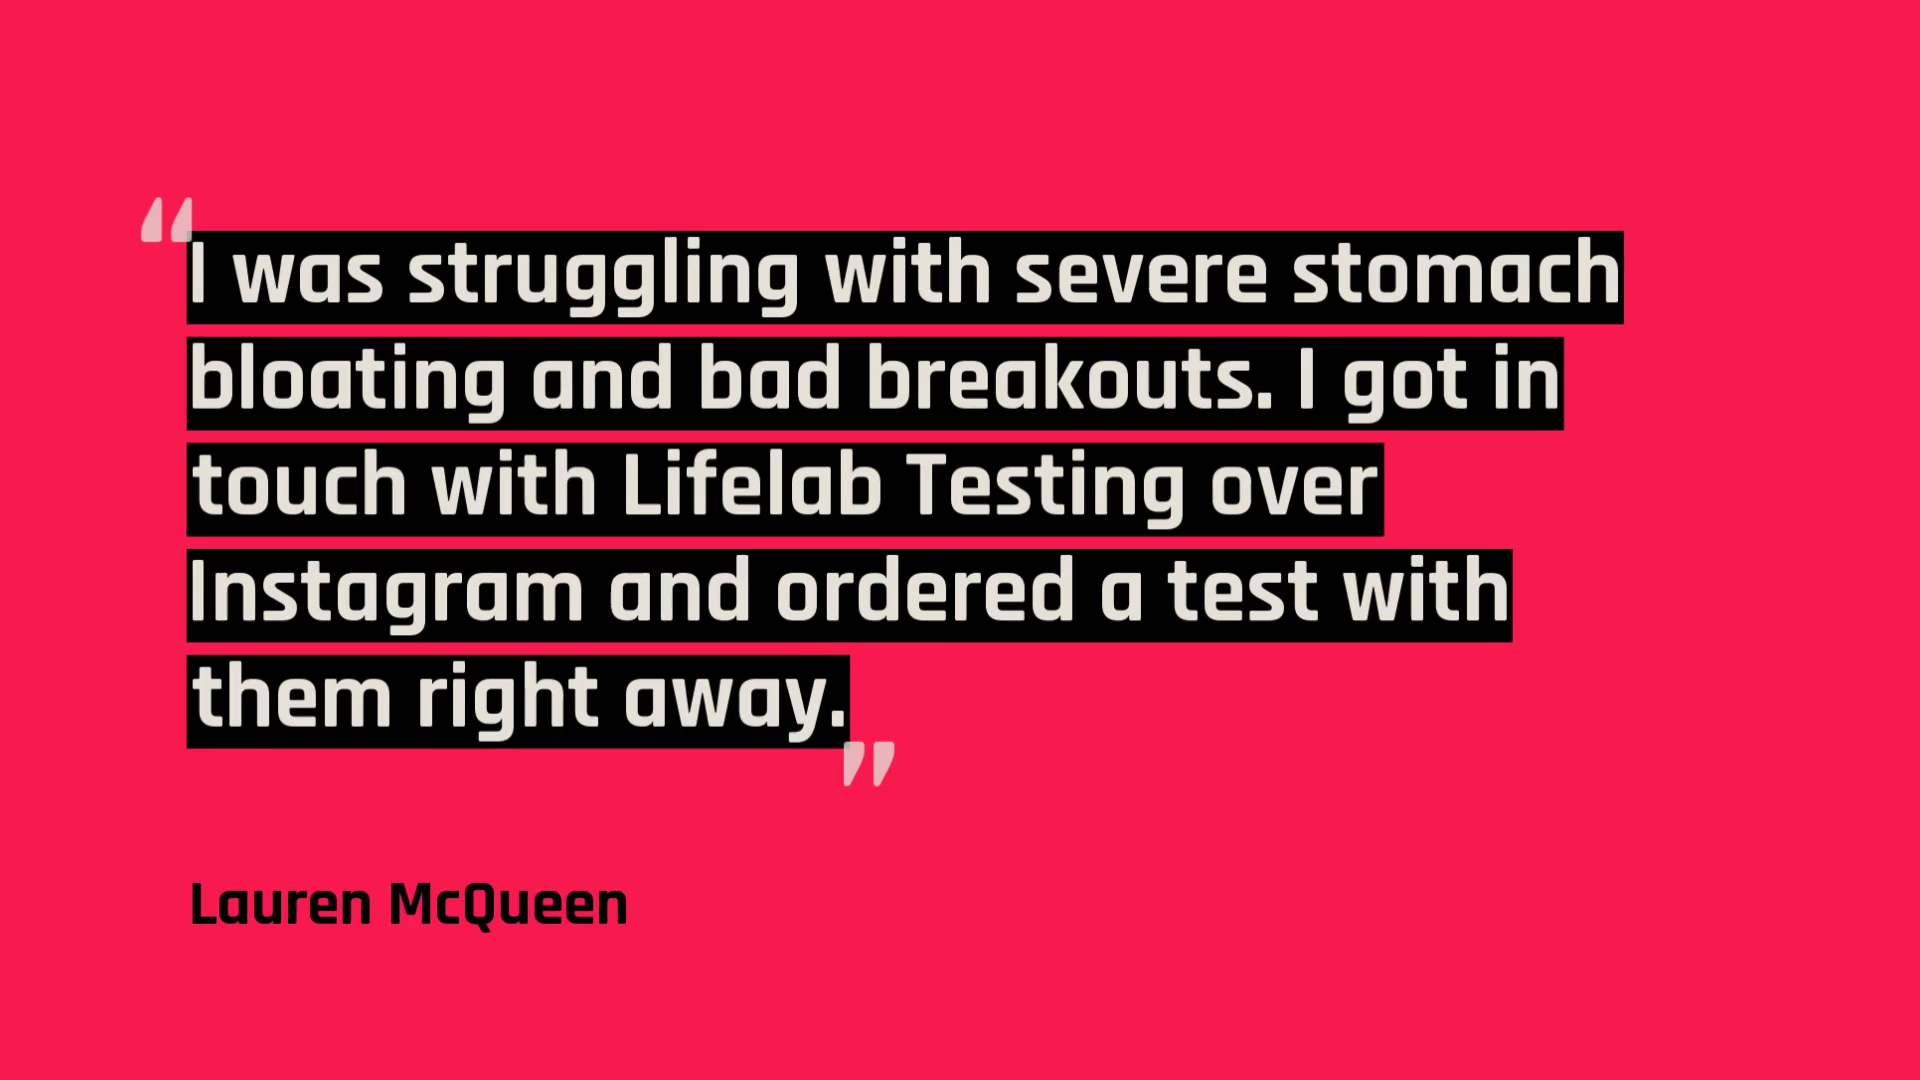 “I was struggling with severe stomach
bloating and bad breakouts. I got in
touch with Lifelab Testing over
Instagram and ordered a test with
them right away.”
Lauren McQueen